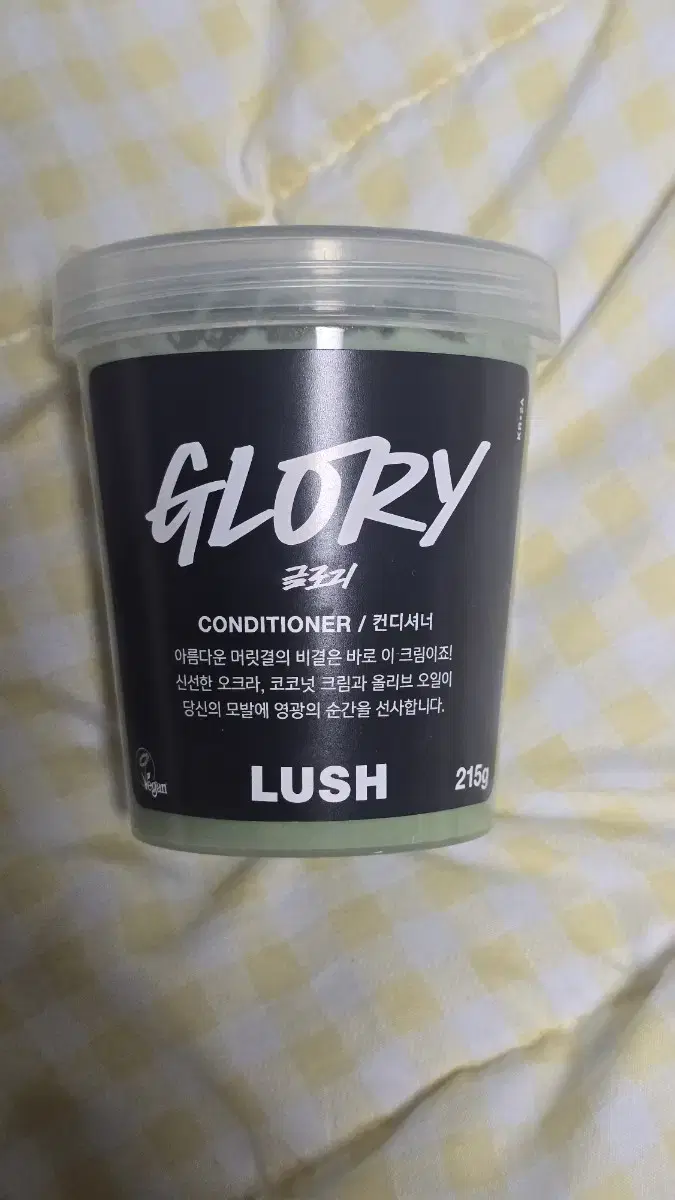 GLORY
글로리
CONDITIONER / 컨디셔너
아름다운 머릿결의 비결은 바로 이 크림이죠!
신선한 오크라, 코코넛 크림과 올리브 오일이
당신의 모발에 영광의 순간을 선사합니다.
Vegan
LUSH
215g